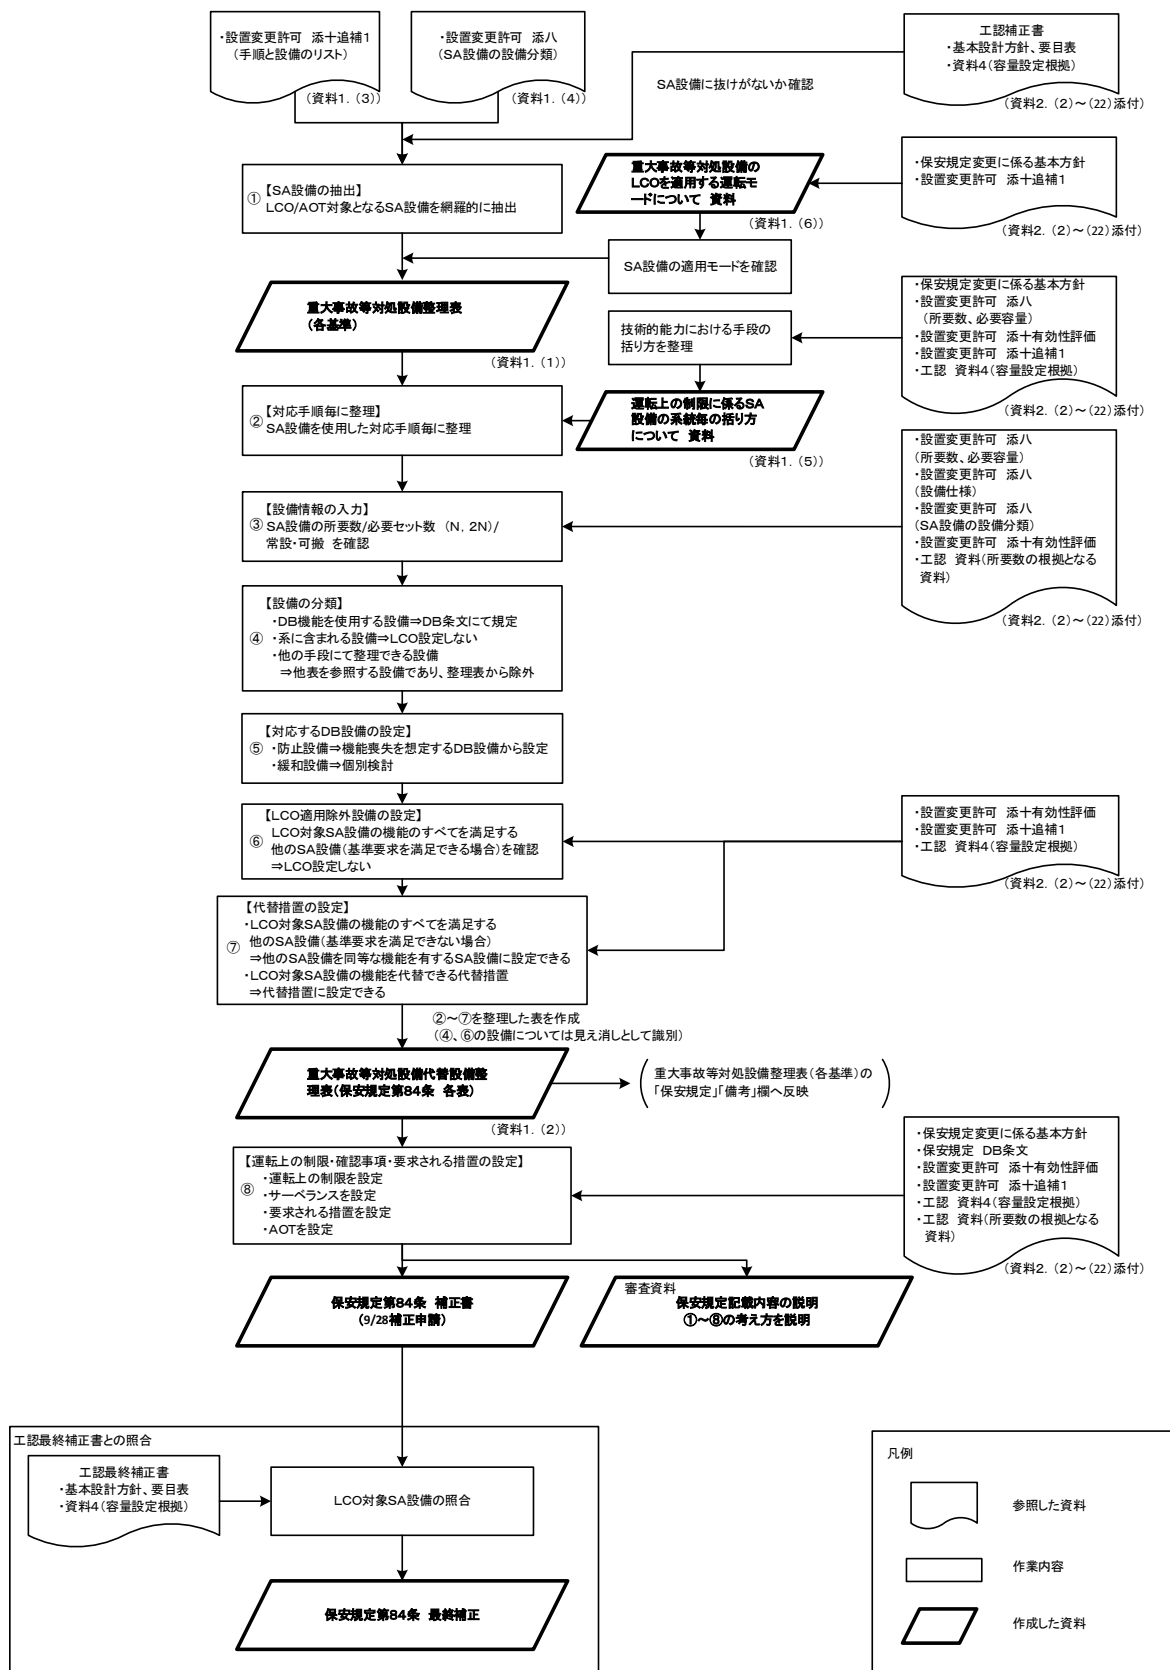 ・設置変更許可 添十追補1
(手順と設備のリスト)
(資料1.(3))
・設置変更許可 添八
(SA設備の設備分類)
(資料1.(4))
工認補正書
・基本設計方針、要目表
・資料4(容量設定根拠)
(資料2.(2)~(22)添付)
SA設備に抜けがないか確認
① 【SA設備の抽出】
LCO/AOT対象となるSA設備を網羅的に抽出
重大事故等対処設備の
LCOを適用する運転モ
ードについて 資料
(資料1.(6))
・保安規定変更に係る基本方針
・設置変更許可 添十追補1
(資料2.(2)~(22)添付)
SA設備の適用モードを確認
重大事故等対処設備整理表
(各基準)
(資料1.(1))
技術的能力における手段の
括り方を整理
・保安規定変更に係る基本方針
・設置変更許可 添八
(所要数、必要容量)
・設置変更許可 添十有効性評価
・設置変更許可 添十追補1
・工認 資料4(容量設定根拠)
(資料2.(2)~(22)添付)
② 【対応手順毎に整理】
SA設備を使用した対応手順毎に整理
運転上の制限に係るSA
設備の系統毎の括り方
について 資料
(資料1.(5))
③ 【設備情報の入力】
SA設備の所要数/必要セット数 (N,2N)/
常設・可搬 を確認
・設置変更許可 添八
(所要数、必要容量)
・設置変更許可 添八
(設備仕様)
・設置変更許可 添八
(SA設備の設備分類)
・設置変更許可 添十有効性評価
・工認 資料(所要数の根拠となる
資料)
(資料2.(2)~(22)添付)
④ 【設備の分類】
・DB機能を使用する設備⇒DB条文にて規定
・系に含まれる設備⇒LCO設定しない
・他の手段にて整理できる設備
⇒他表を参照する設備であり、整理表から除外
⑤ 【対応するDB設備の設定】
・防止設備⇒機能喪失を想定するDB設備から設定
・緩和設備⇒個別検討
⑥ 【LCO適用除外設備の設定】
LCO対象SA設備の機能のすべてを満足する
他のSA設備(基準要求を満足できる場合)を確認
⇒LCO設定しない
・設置変更許可 添十有効性評価
・設置変更許可 添十追補1
・工認 資料4(容量設定根拠)
(資料2.(2)~(22)添付)
⑦ 【代替措置の設定】
・LCO対象SA設備の機能のすべてを満足する
他のSA設備(基準要求を満足できない場合)
⇒他のSA設備を同等な機能を有するSA設備に設定できる
・LCO対象SA設備の機能を代替できる代替措置
⇒代替措置に設定できる
②~⑦を整理した表を作成
(④、⑥の設備については見え消しとして識別)
重大事故等対処設備代替設備整
理表(保安規定第84条 各表)
(資料1.(2))
重大事故等対処設備整理表(各基準)の
「保安規定」「備考」欄へ反映
⑧ 【運転上の制限・確認事項・要求される措置の設定】
・運転上の制限を設定
・サーベランスを設定
・要求される措置を設定
・AOTを設定
・保安規定変更に係る基本方針
・保安規定 DB条文
・設置変更許可 添十有効性評価
・設置変更許可 添十追補1
・工認 資料4(容量設定根拠)
・工認 資料(所要数の根拠となる
資料)
(資料2.(2)~(22)添付)
保安規定第84条 補正書
(9/28補正申請)
審査資料
保安規定記載内容の説明
①~⑧の考え方を説明
工認最終補正書との照合
工認最終補正書
・基本設計方針、要目表
・資料4(容量設定根拠)
LCO対象SA設備の照合
保安規定第84条 最終補正
凡例
参照した資料
作業内容
作成した資料